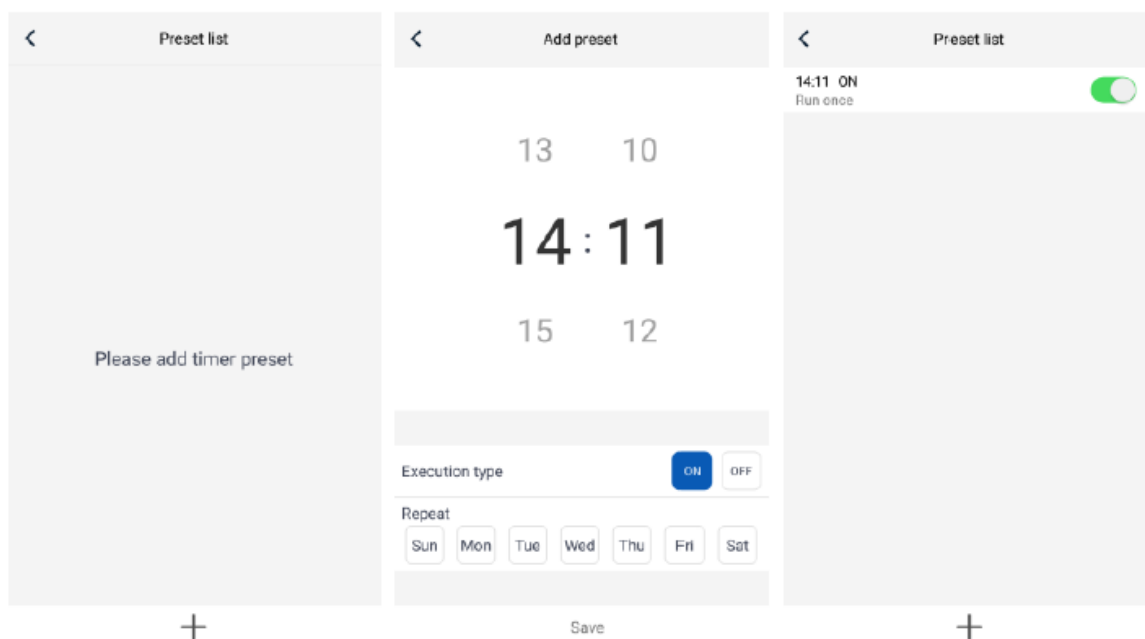 Preset list
Please add timer preset
+
Add preset
13 10
14 : 11
15 12
Execution type ON OFF
Repeat
Sun Mon Tue Wed Thu Fri Sat
Save
Preset list
14:11 ON
Run once
+